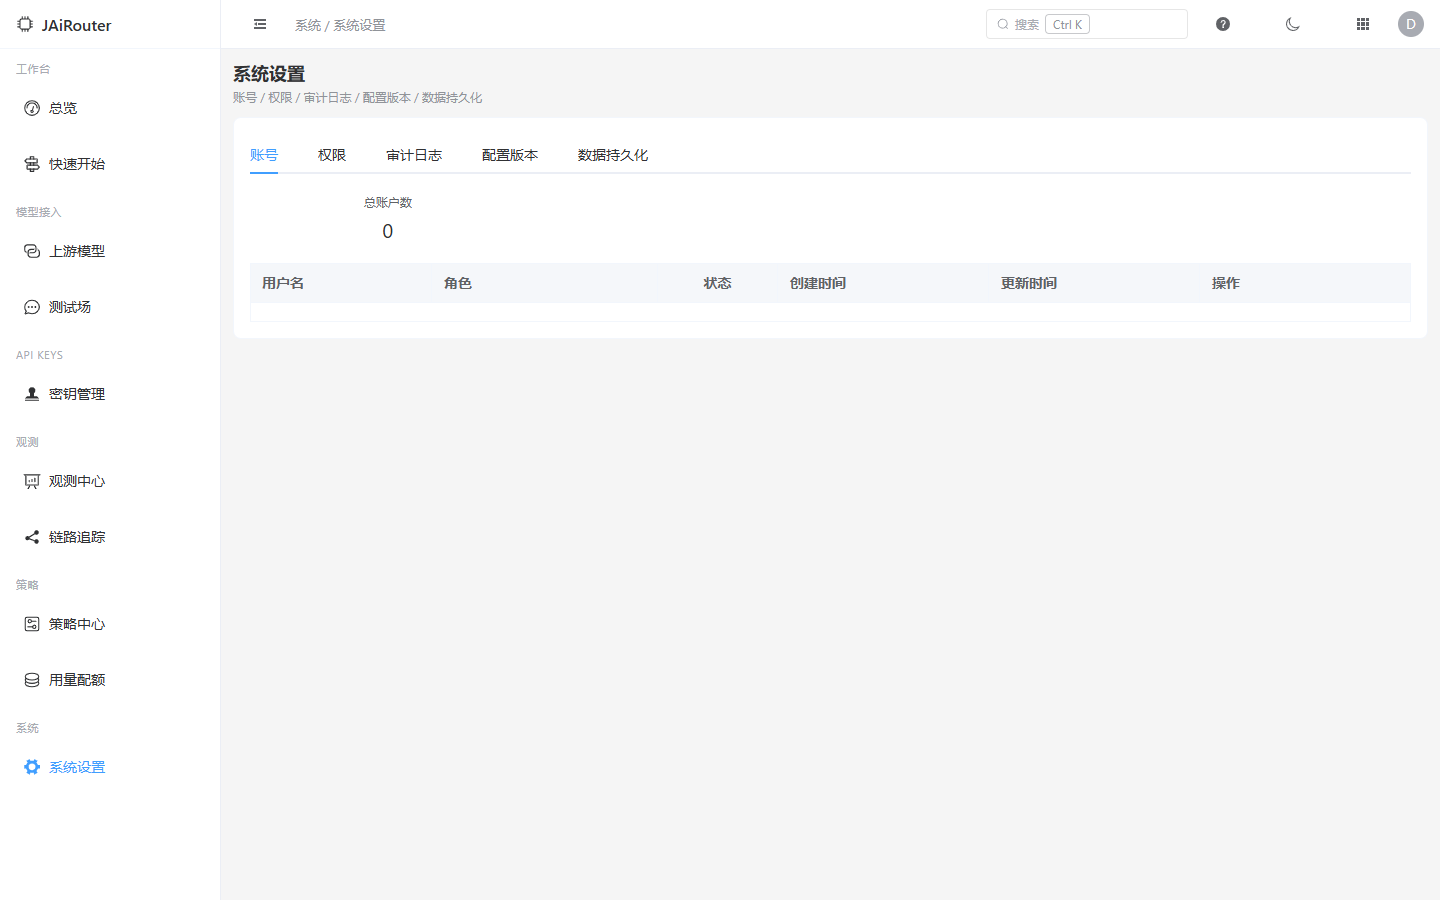 JAiRouter
系统 / 系统设置
搜索 Ctrl K
D
工作台
总览
快速开始
模型接入
上游模型
测试场
API KEYS
密钥管理
观测
观测中心
链路追踪
策略
策略中心
用量配额
系统
系统设置
系统设置
账号 / 权限 / 审计日志 / 配置版本 / 数据持久化
账号 权限 审计日志 配置版本 数据持久化
总账户数
0
用户名 角色 状态 创建时间 更新时间 操作